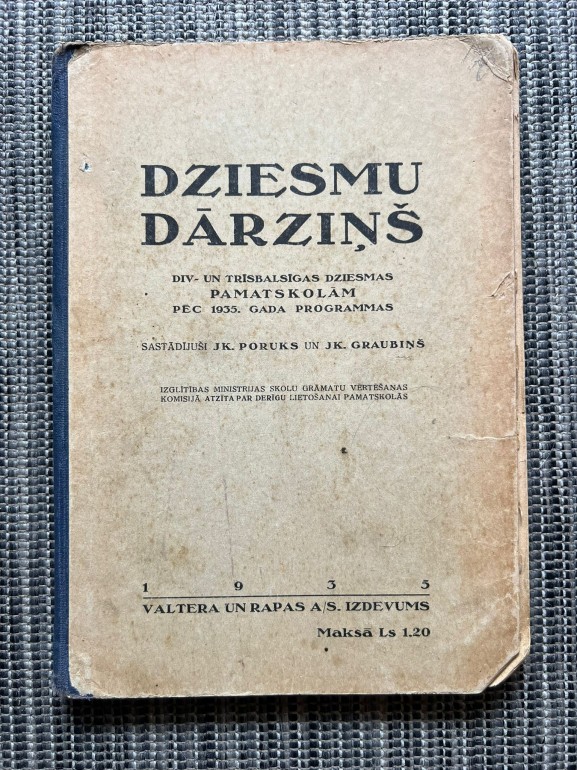 DZIESMU
DĀRZIŅŠ
DIV- UN TRĪSBALSĪGAS DZIESMAS
PAMATSKOLĀM
PĒC 1935. GADA PROGRAMMAS
SASTĀDĪJUŠI JK. PORUKS UN JK. GRAUBIŅŠ
IZGLĪTĪBAS MINISTRIJAS SKOLU GRĀMATU VĒRTĒŠANAS
KOMISIJĀ ATZĪTA PAR DERĪGU LIETOŠANAI PAMATSKOLĀS
1 9 3 5
VALTERA UN RAPAS A/S. IZDEVUMS
Maksā Ls 1.20